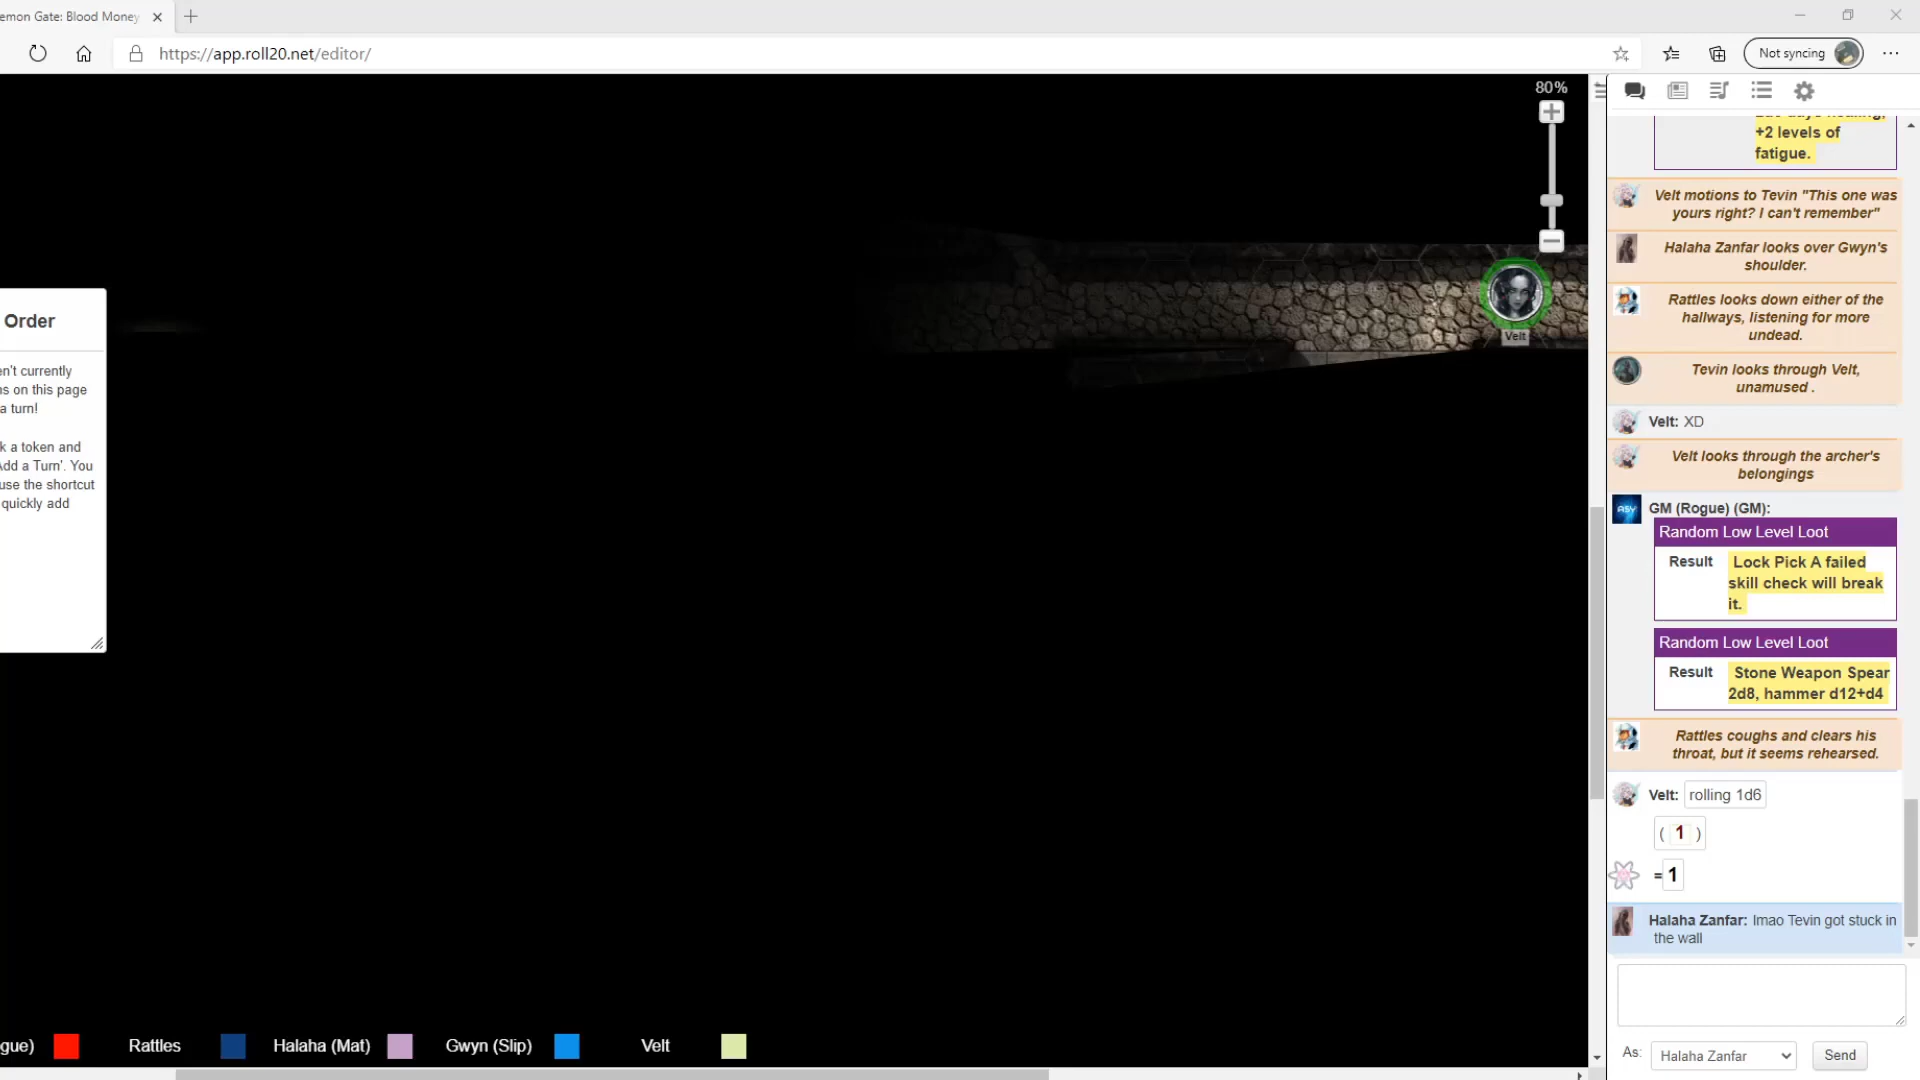 emon Gate: Blood Money
https://app.roll20.net/editor/
Not syncing
80%
Velt
Order
en't currently
ns on this page
a turn!
k a token and
Add a Turn'. You
use the shortcut
quickly add
+2 levels of
fatigue.
Velt motions to Tevin "This one was
yours right? I can't remember"
Halaha Zanfar looks over Gwyn's
shoulder.
Rattles looks down either of the
hallways, listening for more
undead.
Tevin looks through Velt,
unamused .
Velt: XD
Velt looks through the archer's
belongings
GM (Rogue) (GM):
Random Low Level Loot
Result Lock Pick A failed
skill check will break
it.
Random Low Level Loot
Result Stone Weapon Spear
2d8, hammer d12+d4
Rattles coughs and clears his
throat, but it seems rehearsed.
Velt: rolling 1d6
( 1 )
=1
Halaha Zanfar: lmao Tevin got stuck in
the wall
As: Halaha Zanfar Send
gue) Rattles Halaha (Mat) Gwyn (Slip) Velt